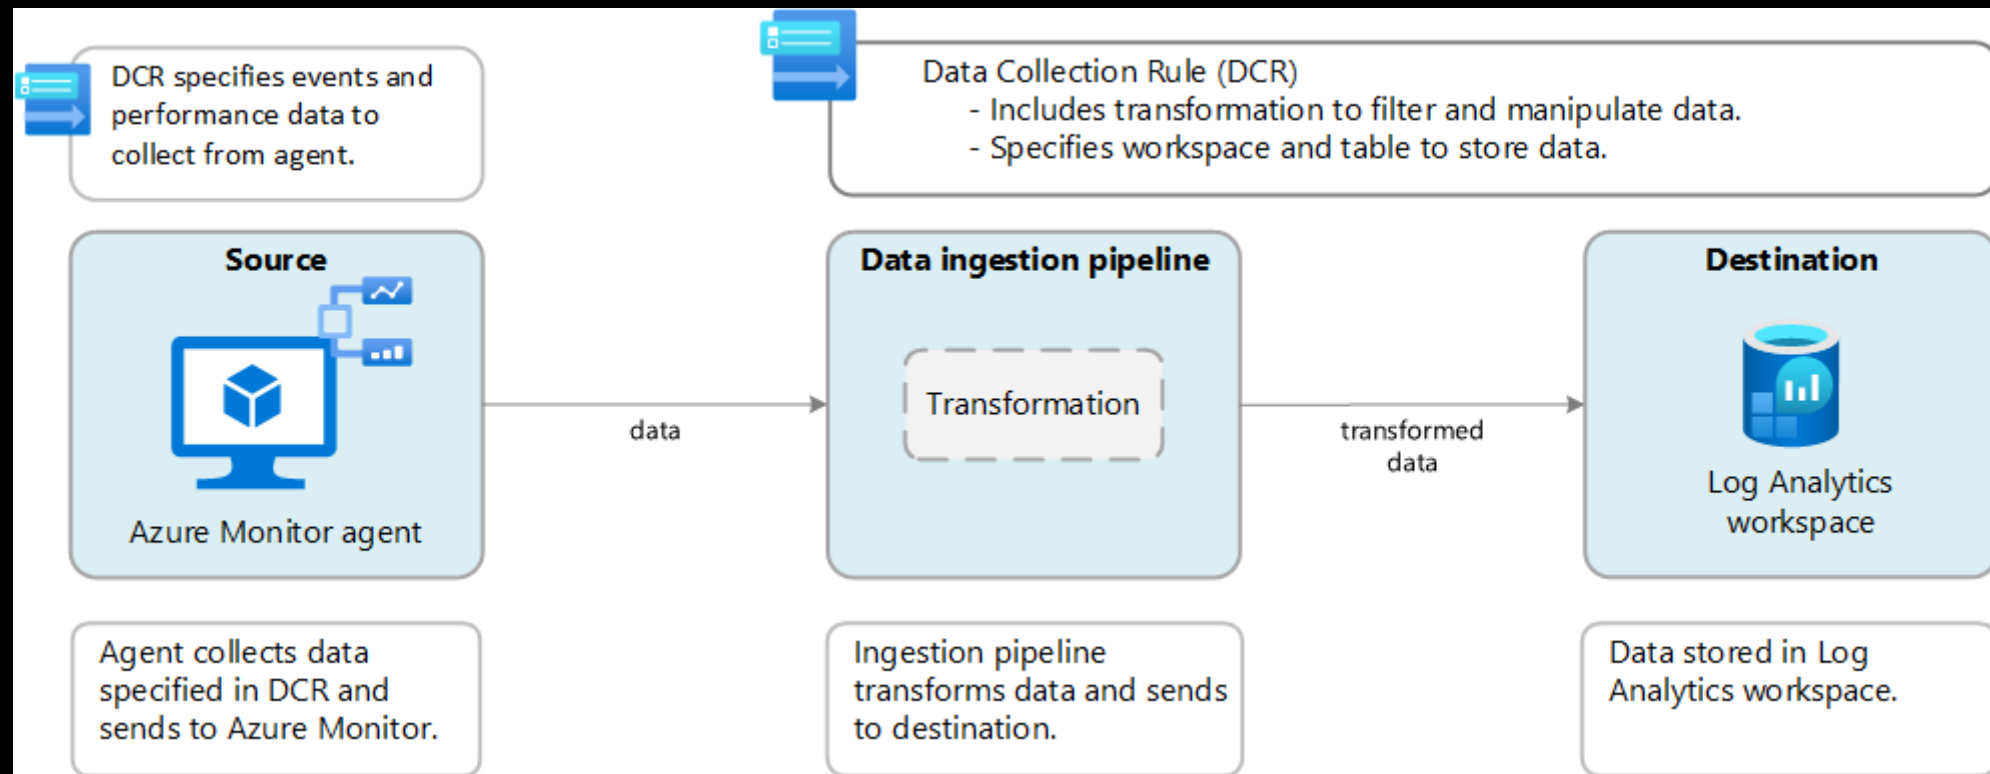 DCR specifies events and
performance data to
collect from agent.
Data Collection Rule (DCR)
- Includes transformation to filter and manipulate data.
- Specifies workspace and table to store data.
Source
Azure Monitor agent
data
Data ingestion pipeline
Transformation
transformed
data
Destination
Log Analytics
workspace
Agent collects data
specified in DCR and
sends to Azure Monitor.
Ingestion pipeline
transforms data and sends
to destination.
Data stored in Log
Analytics workspace.